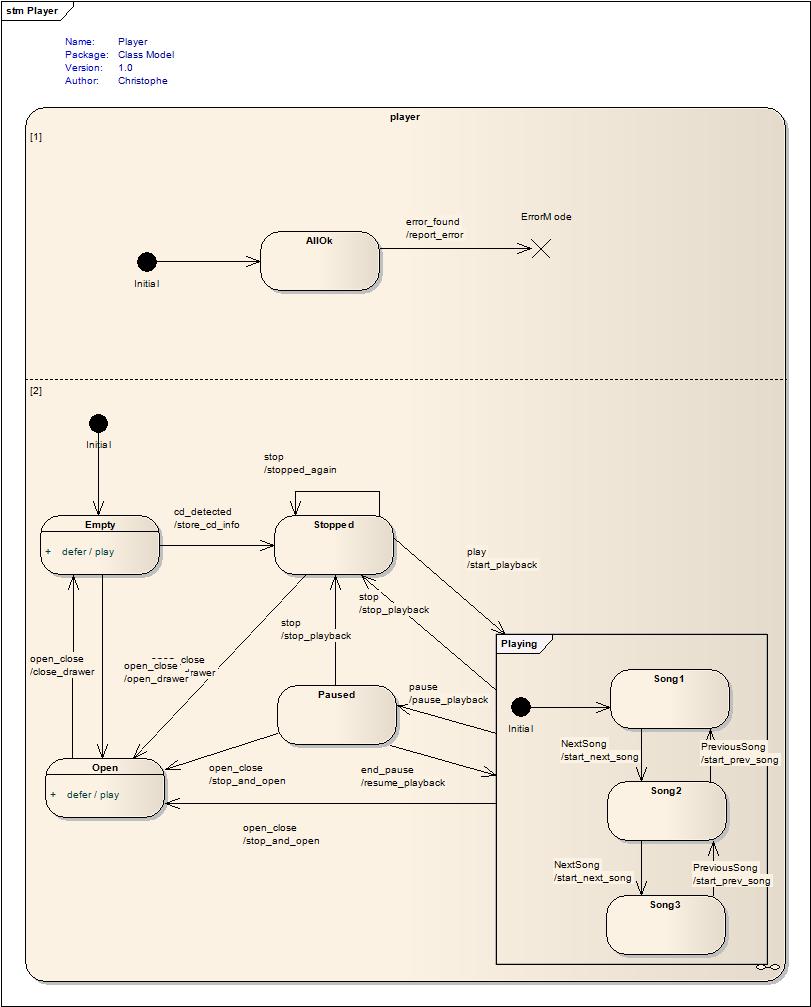 stm Player
Name: Player
Package: Class Model
Version: 1.0
Author: Christophe
player
[1]
ErrorM ode
error_found
/report_error
AllOk
Initial
[2]
Initial
stop
/stopped_again
cd_detected
/store_cd_info
Empty
+ defer / play
Stopped
play
/start_playback
stop
/stop_playback
stop
/stop_playback
open_close
/close_drawer
open_close
/open_drawer
close
Playing
Song1
Initial
Paused
pause
/pause_playback
NextSong
/start_next_song
PreviousSong
/start_prev_song
Open
+ defer / play
open_close
/stop_and_open
end_pause
/resume_playback
Song2
open_close
/stop_and_open
NextSong
/start_next_song
PreviousSong
/start_prev_song
Song3